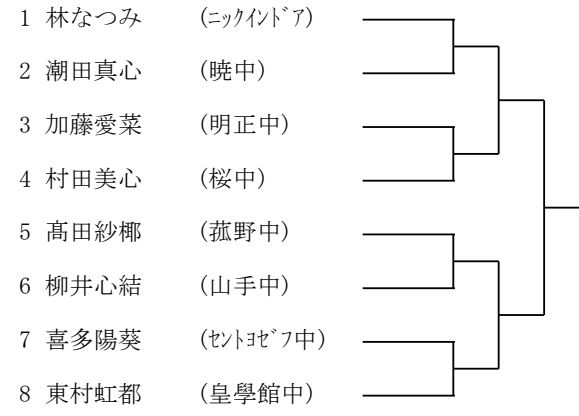 1 林なつみ (ﾆｯｸｲﾝﾄﾞｱ)
2 潮田真心 (暁中)
3 加藤愛菜 (明正中)
4 村田美心 (桜中)
5 髙田紗椰 (菰野中)
6 柳井心結 (山手中)
7 喜多陽葵 (ｾﾝﾄﾖｾﾞﾌ中)
8 東村虹都 (皇學館中)